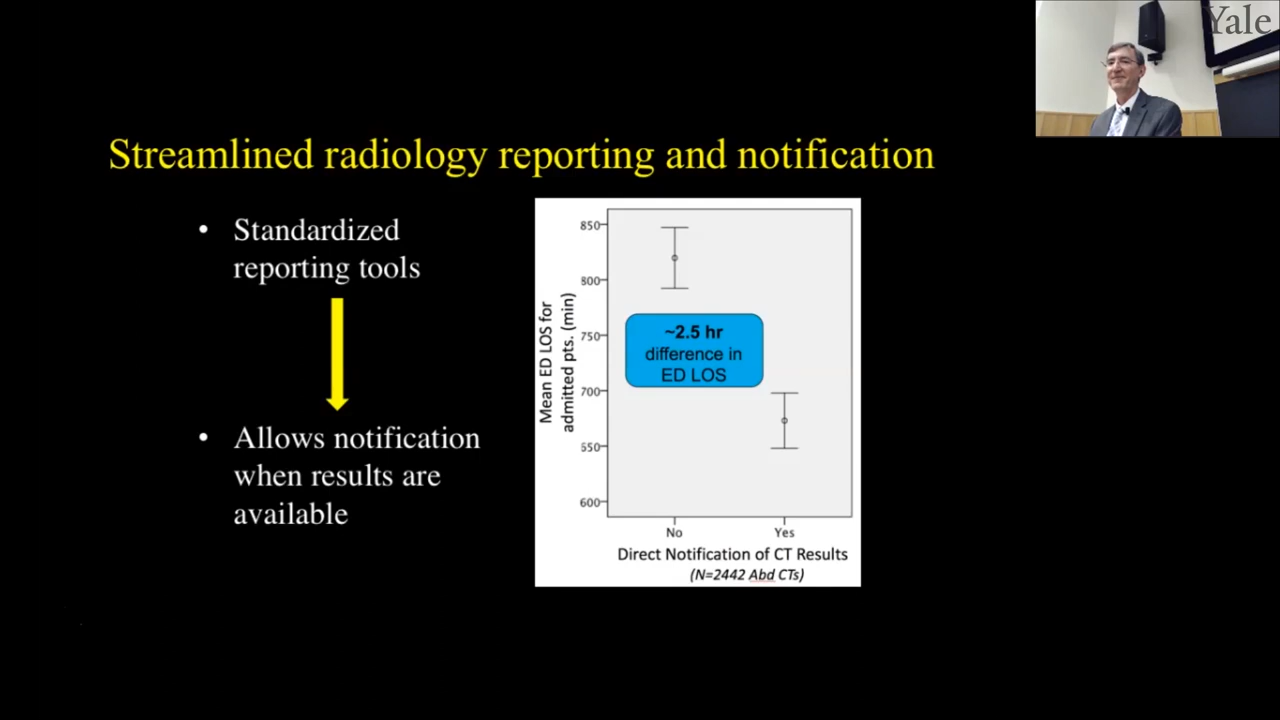 Yale
Streamlined radiology reporting and notification
• Standardized
reporting tools
• Allows notification
when results are
available
Mean ED LOS for
admitted pts. (min)
850
800
750
700
650
600
~2.5 hr
difference in
ED LOS
No Yes
Direct Notification of CT Results
(N=2442 Abd CTs)